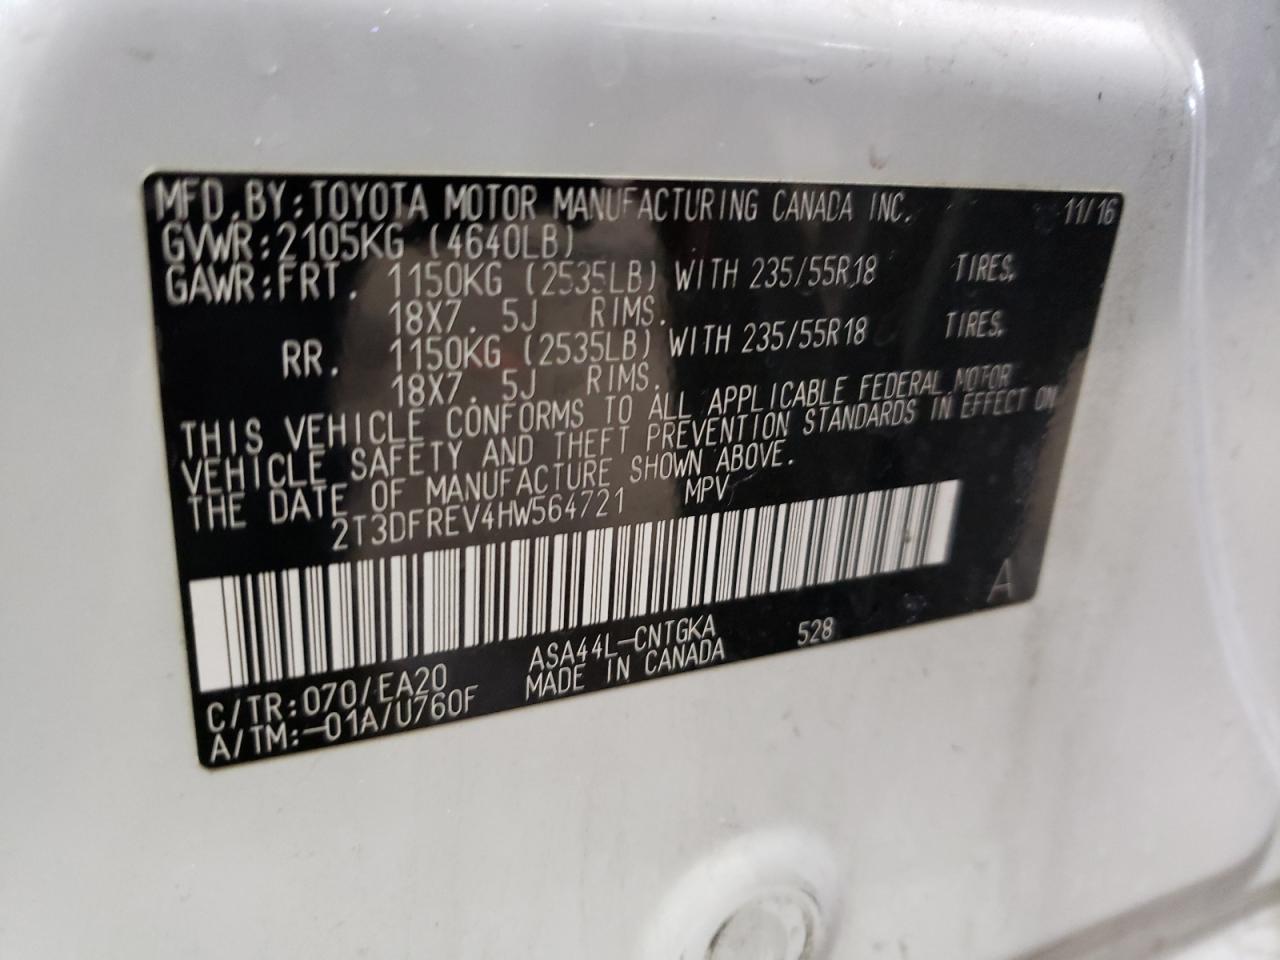 MFD. BY: TOYOTA MOTOR MANUFACTURING CANADA INC. 11/16
GVWR: 2105KG (4640LB)
GAWR: FRT. 1150KG (2535LB) WITH 235/55R18 TIRES,
18X7. 5J RIMS.
RR. 1150KG (2535LB) WITH 235/55R18 TIRES,
18X7. 5J RIMS.
THIS VEHICLE CONFORMS TO ALL APPLICABLE FEDERAL MOTOR
VEHICLE SAFETY AND THEFT PREVENTION STANDARDS IN EFFECT ON
THE DATE OF MANUFACTURE SHOWN ABOVE.
2T3DFREV4HW564721 MPV
A
C/TR: 070/EA20 ASA44L-CNTGKA 528
A/TM: -01A/U760F MADE IN CANADA